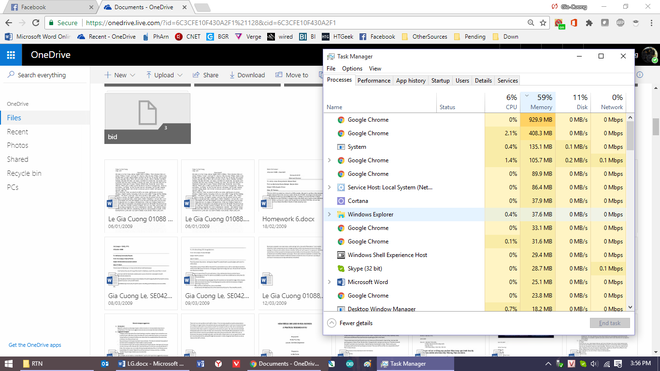 Facebook
Documents - OneDrive
Secure
https://onedrive.live.com/?id=6C3CFE10F430A2F1%21128&cid=6C3CFE10F430A2F1
Microsoft Word Onlin
Recent - OneDrive
PhArn
CNET
BGR
Verge
wired
BI
HTGeek
Facebook
OtherSources
Pending
Down
OneDrive
Search everything
New
Upload
Share
Download
Move to
OneDrive
Files
Recent
Photos
Shared
Recycle bin
PCs
Get the OneDrive apps
bid
1
Le Gia Cuong 01088 ...
06/01/2009
Le Gia Cuong 01088 ...
06/01/2009
Homework 6.docx
18/02/2009
Gia Cuong Le, SE042...
08/03/2009
Gia Cuong Le, SE042...
08/03/2009
Task Manager
File Options View
Processes Performance App history Startup Users Details Services
6% 59% 11% 0%
Name Status CPU Memory Disk Network
Google Chrome 0% 929.9 MB 0 MB/s 0 Mbps
Google Chrome 2.1% 408.3 MB 0 MB/s 0 Mbps
System 0.4% 135.1 MB 0.1 MB/s 0 Mbps
Google Chrome 1.4% 105.7 MB 0.2 MB/s 0.1 Mbps
Google Chrome 0% 89.9 MB 0 MB/s 0 Mbps
Service Host: Local System (Net... 0% 86.4 MB 0 MB/s 0 Mbps
Cortana 0% 37.9 MB 0 MB/s 0 Mbps
Windows Explorer 0.4% 37.6 MB 0 MB/s 0 Mbps
Google Chrome 0% 33.1 MB 0 MB/s 0 Mbps
Google Chrome 0.1% 31.6 MB 0 MB/s 0 Mbps
Windows Shell Experience Host 0% 29.4 MB 0 MB/s 0 Mbps
Skype (32 bit) 0% 28.7 MB 0 MB/s 0.1 Mbps
Microsoft Word 0% 25.1 MB 0 MB/s 0 Mbps
Google Chrome 0% 23.8 MB 0 MB/s 0 Mbps
Desktop Window Manager 0.7% 18.2 MB 0 MB/s 0 Mbps
Fewer details
End task
RTN
LG.docx - Microsoft ...
Documents - OneDriv...
Task Manager
3:56 PM